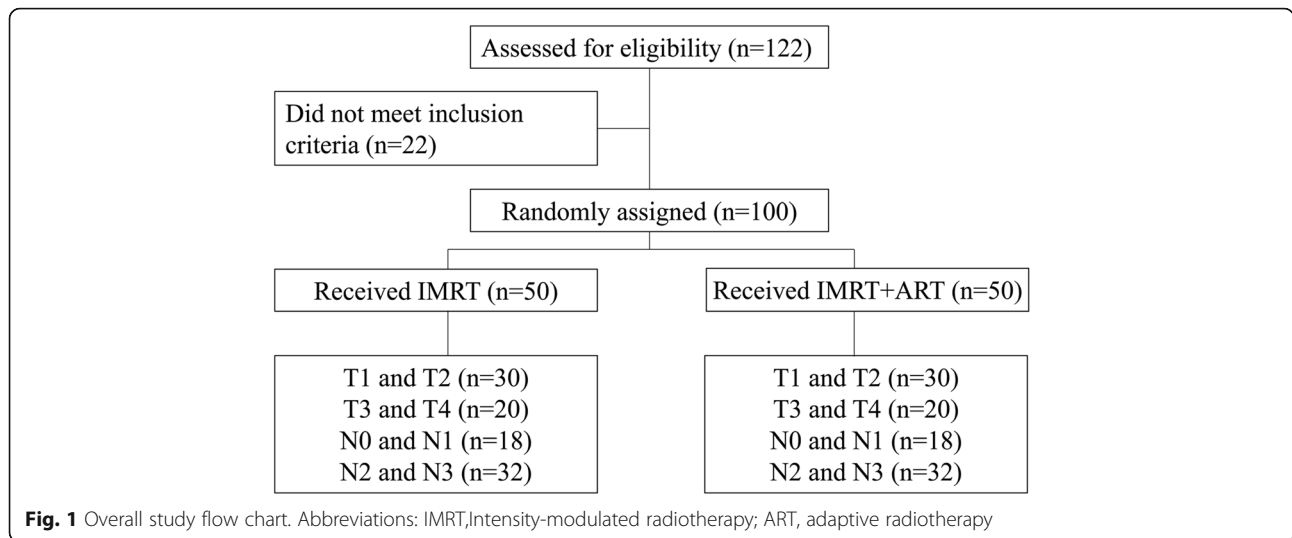 Assessed for eligibility (n=122)
Did not meet inclusion
criteria (n=22)
Randomly assigned (n=100)
Received IMRT (n=50)
Received IMRT+ART (n=50)
T1 and T2 (n=30)
T3 and T4 (n=20)
N0 and N1 (n=18)
N2 and N3 (n=32)
T1 and T2 (n=30)
T3 and T4 (n=20)
N0 and N1 (n=18)
N2 and N3 (n=32)
Fig. 1 Overall study flow chart. Abbreviations: IMRT,Intensity-modulated radiotherapy; ART, adaptive radiotherapy